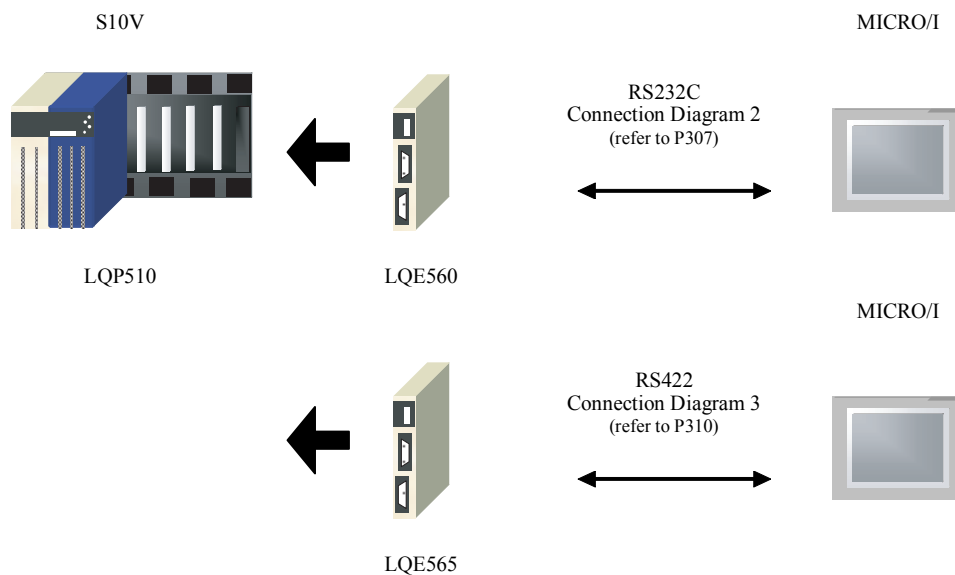 S10V
MICRO/I
RS232C
Connection Diagram 2
(refer to P307)
LQP510
LQE560
MICRO/I
RS422
Connection Diagram 3
(refer to P310)
LQE565